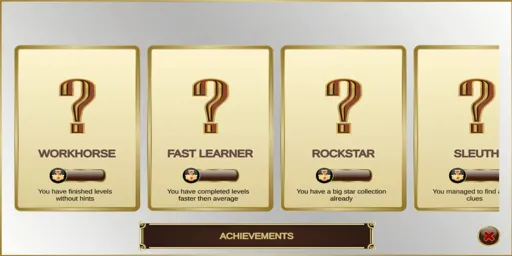 WORKHORSE
You have finished levels
without hints
FAST LEARNER
You have completed levels
faster then average
ROCKSTAR
You have a big star collection
already
SLEUTH
You managed to find
clues
ACHIEVEMENTS